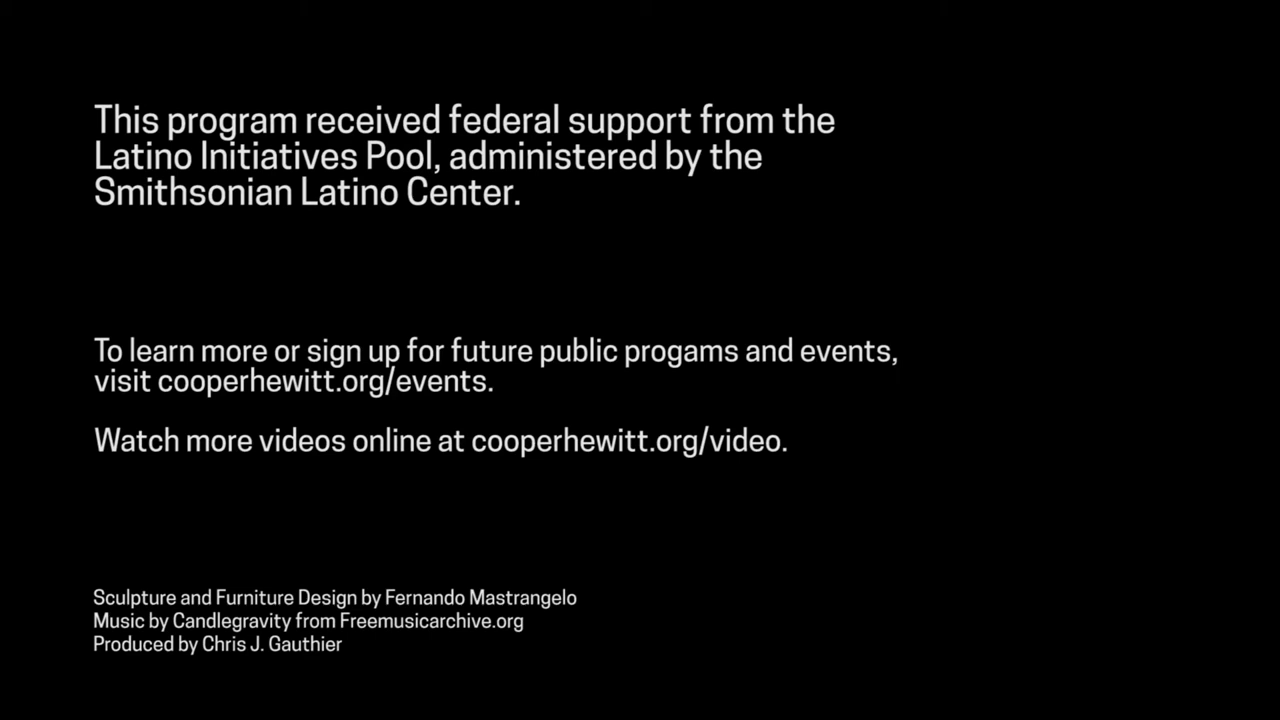 This program received federal support from the
Latino Initiatives Pool, administered by the
Smithsonian Latino Center.
To learn more or sign up for future public progams and events,
visit cooperhewitt.org/events.
Watch more videos online at cooperhewitt.org/video.
Sculpture and Furniture Design by Fernando Mastrangelo
Music by Candlegravity from Freemusicarchive.org
Produced by Chris J. Gauthier